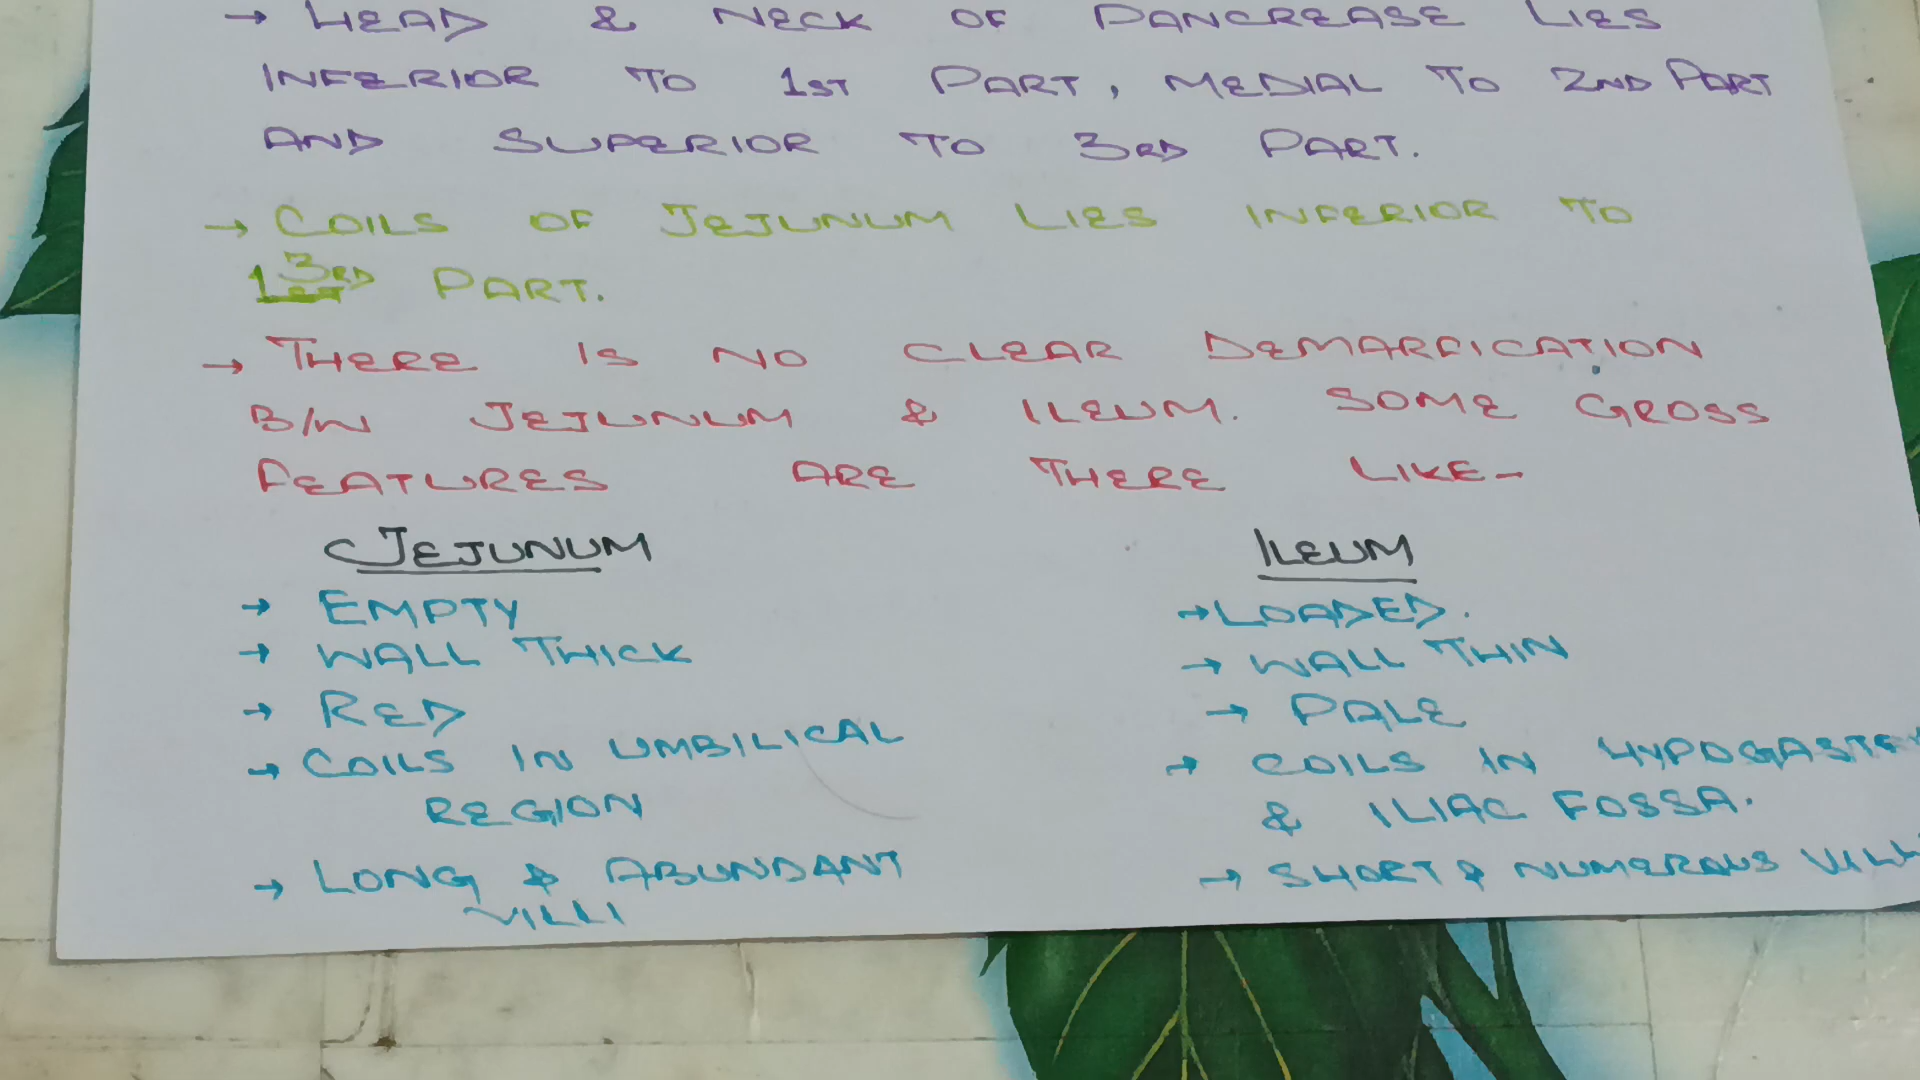 → HEAD & NECK OF PANCREASE LIES
INFERIOR TO 1ST PART, MEDIAL TO 2ND PART
AND SUPERIOR TO 3RD PART.
→ COILS OF JEJUNUM LIES INFERIOR TO
3RD PART.
→ THERE IS NO CLEAR DEMARFICATION
B/W JEJUNUM & ILEUM. SOME GROSS
FEATURES ARE THERE LIKE-
JEJUNUM
→ EMPTY
→ WALL THICK
→ RED
→ COILS IN UMBILICAL
REGION
→ LONG & ABUNDANT
VILLI
ILEUM
→ LOADED.
→ WALL THIN
→ PALE
→ COILS IN
& ILIAC FOSSA.
→ SHORT & NUMEROUS